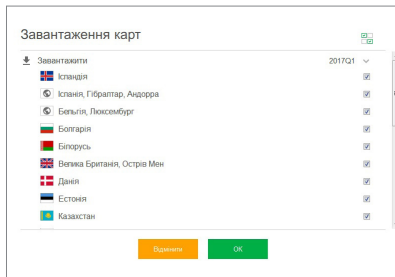 Завантаження карт
Завантажити 2017Q1
Ісландія
Іспанія, Гібралтар, Андорра
Бельгія, Люксембург
Болгарія
Білорусь
Велика Британія, Острів Мен
Данія
Естонія
Казахстан
Відмінити OK